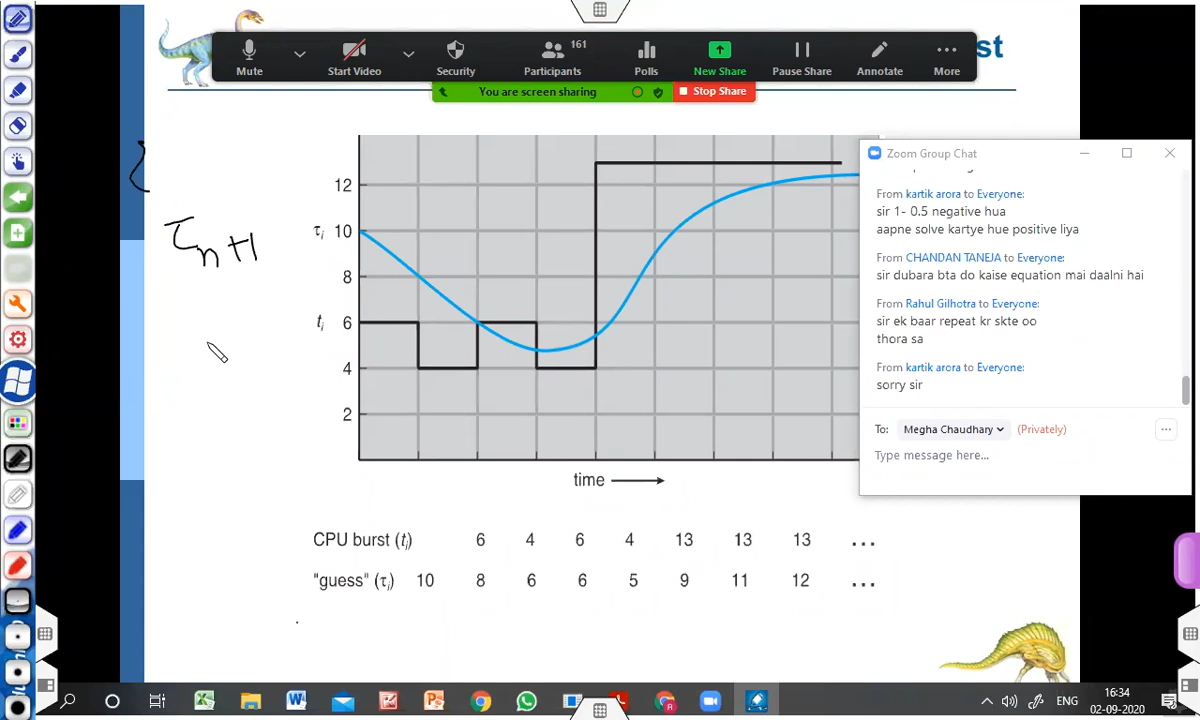 st
Mute
Start Video
Security
161
Participants
Polls
New Share
Pause Share
Annotate
More
You are screen sharing
Stop Share
Zoom Group Chat
From kartik arora to Everyone:
sir 1- 0.5 negative hua
aapne solve kartye hue positive liya
From CHANDAN TANEJA to Everyone:
sir dubara bta do kaise equation mai daalni hai
From Rahul Gilhotra to Everyone:
sir ek baar repeat kr skte oo
thora sa
From kartik arora to Everyone:
sorry sir
To: Megha Chaudhary (Privately)
Type message here...
τn+1
12
τi 10
8
ti 6
4
2
time
CPU burst (ti) 6 4 6 4 13 13 13 ...
"guess" (τi) 10 8 6 6 5 9 11 12 ...
ENG
16:34
02-09-2020